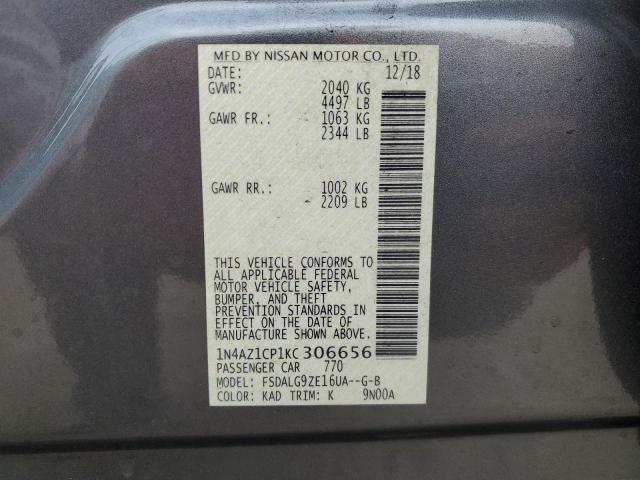 MFD BY NISSAN MOTOR CO., LTD.
DATE: 12/18
GVWR: 2040 KG
4497 LB
GAWR FR.: 1063 KG
2344 LB
GAWR RR.: 1002 KG
2209 LB
THIS VEHICLE CONFORMS TO
ALL APPLICABLE FEDERAL
MOTOR VEHICLE SAFETY,
BUMPER, AND THEFT
PREVENTION STANDARDS IN
EFFECT ON THE DATE OF
MANUFACTURE SHOWN ABOVE.
1N4AZ1CP1KC306656
PASSENGER CAR 770
MODEL: FSDALG9ZE16UA--G-B
COLOR: KAD TRIM: K 9N00A